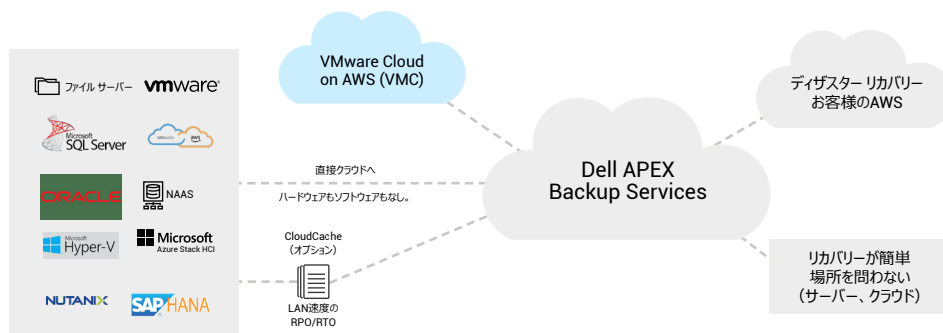 ファイル サーバー
vmware®
Microsoft
SQL Server
vmware
aws
ORACLE
NAAS
Microsoft
Hyper-V
Microsoft
Azure Stack HCI
NUTANIX
SAP HANA
VMware Cloud
on AWS (VMC)
直接クラウドへ
ハードウェアもソフトウェアもなし。
CloudCache
(オプション)
LAN速度の
RPO/RTO
Dell APEX
Backup Services
ディザスター リカバリー
お客様のAWS
リカバリーが簡単
場所を問わない
(サーバー、クラウド)